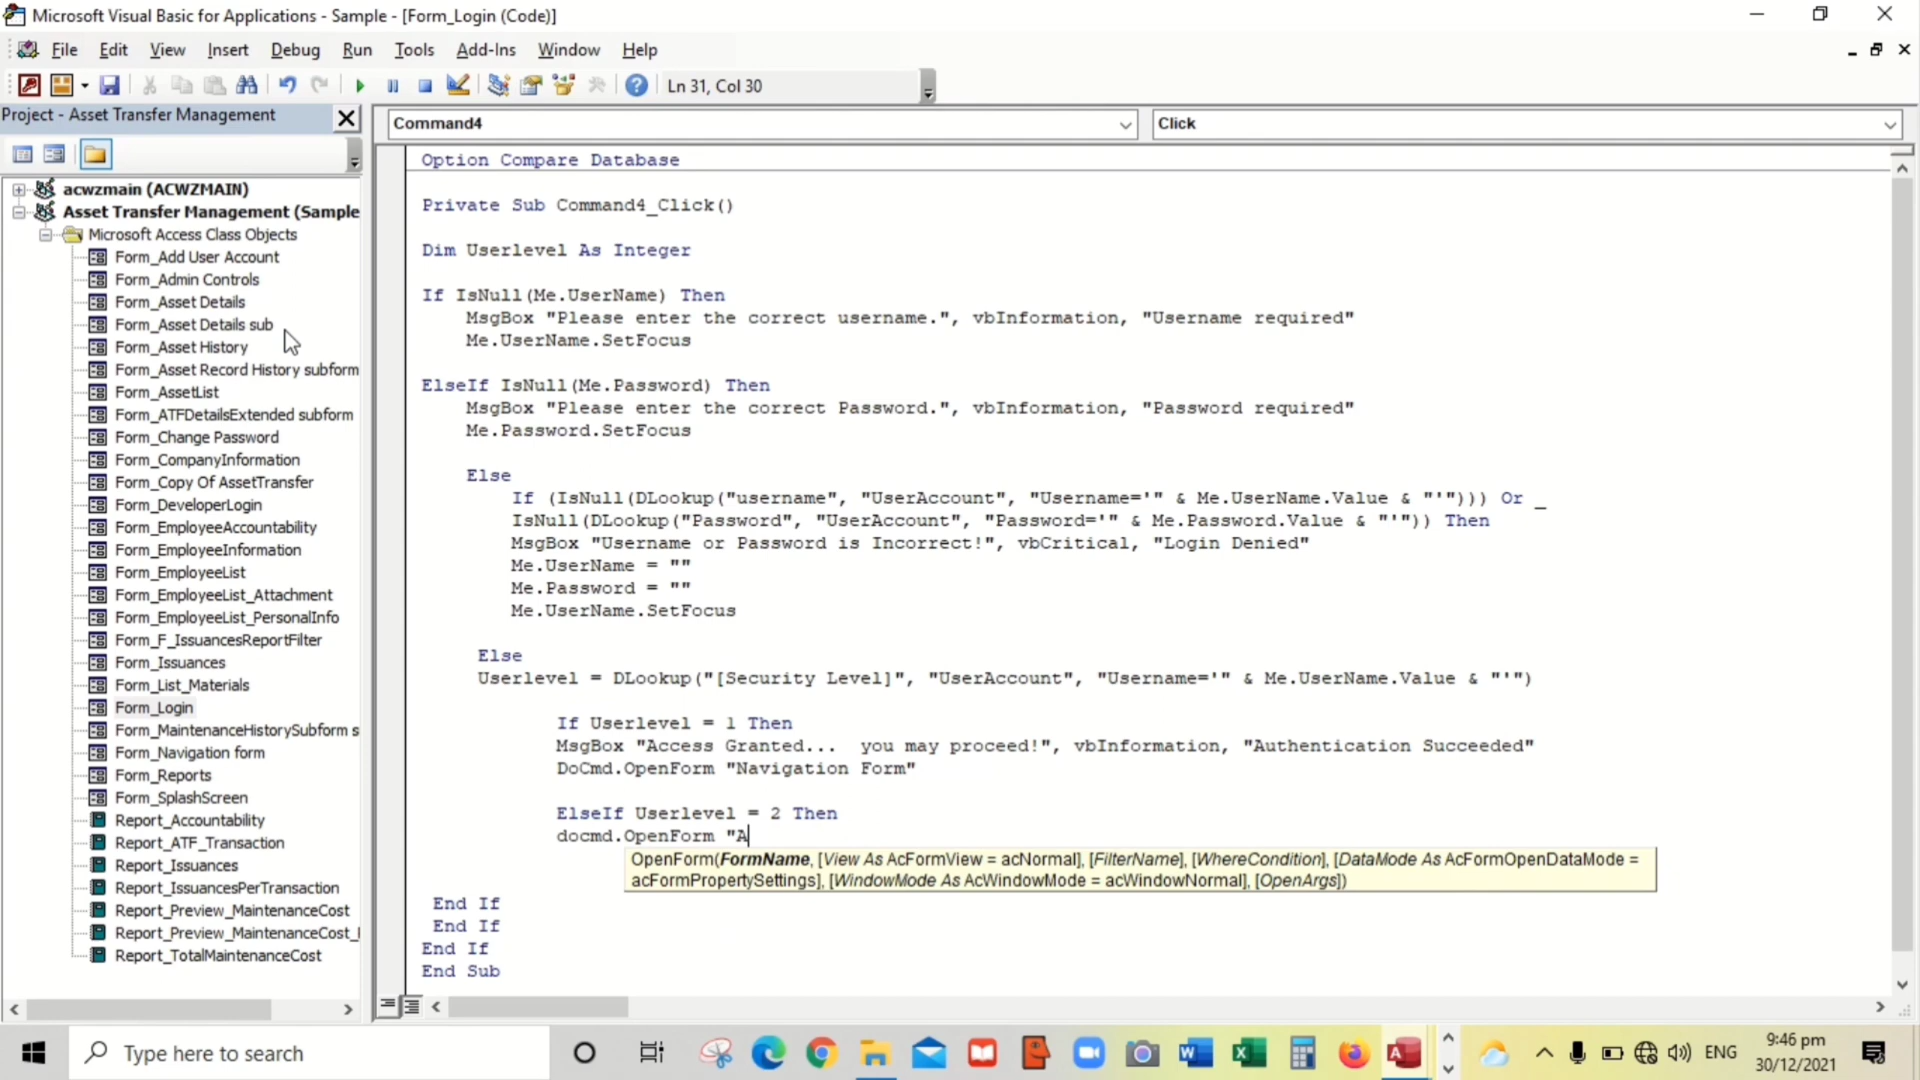 Microsoft Visual Basic for Applications - Sample - [Form_Login (Code)]
File Edit View Insert Debug Run Tools Add-Ins Window Help
Ln 31, Col 30
Project - Asset Transfer Management
Command4
Click
acwzmain (ACWZMAIN)
Asset Transfer Management (Sample
Microsoft Access Class Objects
Form_Add User Account
Form_Admin Controls
Form_Asset Details
Form_Asset Details sub
Form_Asset History
Form_Asset Record History subform
Form_AssetList
Form_ATFDetailsExtended subform
Form_Change Password
Form_CompanyInformation
Form_Copy Of AssetTransfer
Form_DeveloperLogin
Form_EmployeeAccountability
Form_EmployeeInformation
Form_EmployeeList
Form_EmployeeList_Attachment
Form_EmployeeList_PersonalInfo
Form_F_IssuancesReportFilter
Form_Issuances
Form_List_Materials
Form_Login
Form_MaintenanceHistorySubform s
Form_Navigation form
Form_Reports
Form_SplashScreen
Report_Accountability
Report_ATF_Transaction
Report_Issuances
Report_IssuancesPerTransaction
Report_Preview_MaintenanceCost
Report_Preview_MaintenanceCost_
Report_TotalMaintenanceCost
Option Compare Database
Private Sub Command4_Click()
Dim Userlevel As Integer
If IsNull(Me.UserName) Then
MsgBox "Please enter the correct username.", vbInformation, "Username required"
Me.UserName.SetFocus
ElseIf IsNull(Me.Password) Then
MsgBox "Please enter the correct Password.", vbInformation, "Password required"
Me.Password.SetFocus
Else
If (IsNull(DLookup("username", "UserAccount", "Username='" & Me.UserName.Value & "'"))) Or _
IsNull(DLookup("Password", "UserAccount", "Password='" & Me.Password.Value & "'")) Then
MsgBox "Username or Password is Incorrect!", vbCritical, "Login Denied"
Me.UserName = ""
Me.Password = ""
Me.UserName.SetFocus
Else
Userlevel = DLookup("[Security Level]", "UserAccount", "Username='" & Me.UserName.Value & "'")
If Userlevel = 1 Then
MsgBox "Access Granted... you may proceed!", vbInformation, "Authentication Succeeded"
DoCmd.OpenForm "Navigation Form"
ElseIf Userlevel = 2 Then
docmd.OpenForm "A
OpenForm(FormName, [View As AcFormView = acNormal], [FilterName], [WhereCondition], [DataMode As AcFormOpenDataMode =
acFormPropertySettings], [WindowMode As AcWindowMode = acWindowNormal], [OpenArgs])
End If
End If
End If
End Sub
Type here to search
ENG
9:46 pm
30/12/2021